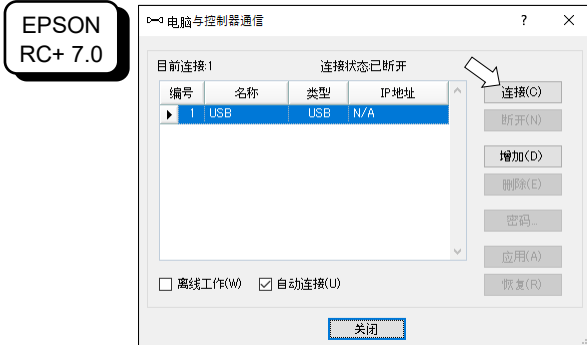 EPSON
RC+ 7.0
电脑与控制器通信
目前连接:1 连接状态:已断开
编号 名称 类型 IP地址
1 USB USB N/A
连接(C)
断开(N)
增加(D)
删除(E)
密码...
应用(A)
恢复(R)
离线工作(W) 自动连接(U)
关闭